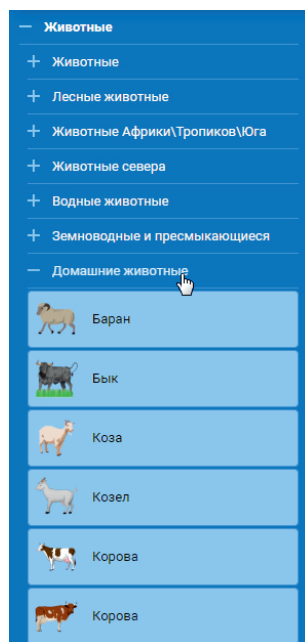 Животные
Животные
Лесные животные
Животные Африки\Тропиков\Юга
Животные севера
Водные животные
Земноводные и пресмыкающиеся
Домашние животные
Баран
Бык
Коза
Козел
Корова
Корова